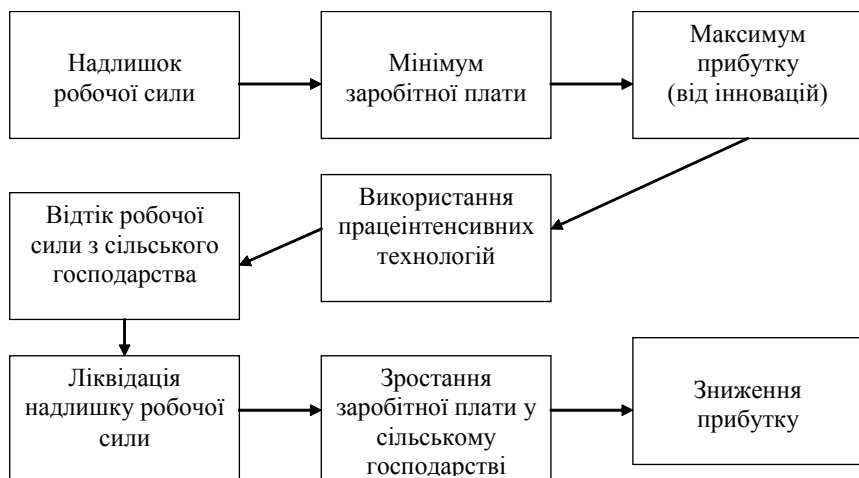 Надлишок
робочої сили
Мінімум
заробітної плати
Максимум
прибутку
(від інновацій)
Використання
працеінтенсивних
технологій
Відтік робочої
сили з сільського
господарства
Ліквідація
надлишку робочої
сили
Зростання
заробітної плати у
сільському
господарстві
Зниження
прибутку